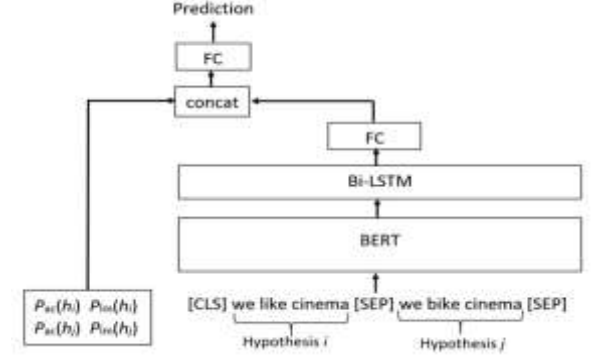 Prediction
FC
concat
FC
Bi-LSTM
BERT
[CLS] we like cinema [SEP] we bike cinema [SEP]
Hypothesis i
Hypothesis j
Pac(hi) Plm(hi)
Pac(hj) Plm(hj)